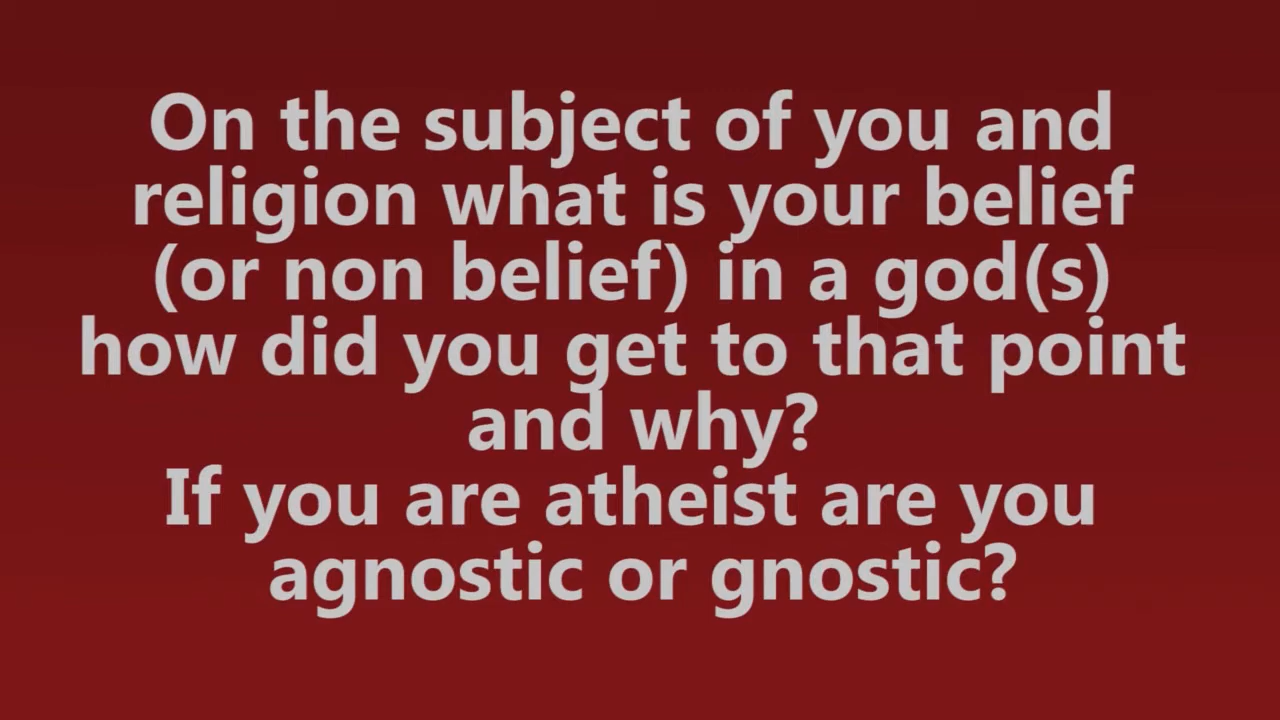 On the subject of you and
religion what is your belief
(or non belief) in a god(s)
how did you get to that point
and why?
If you are atheist are you
agnostic or gnostic?